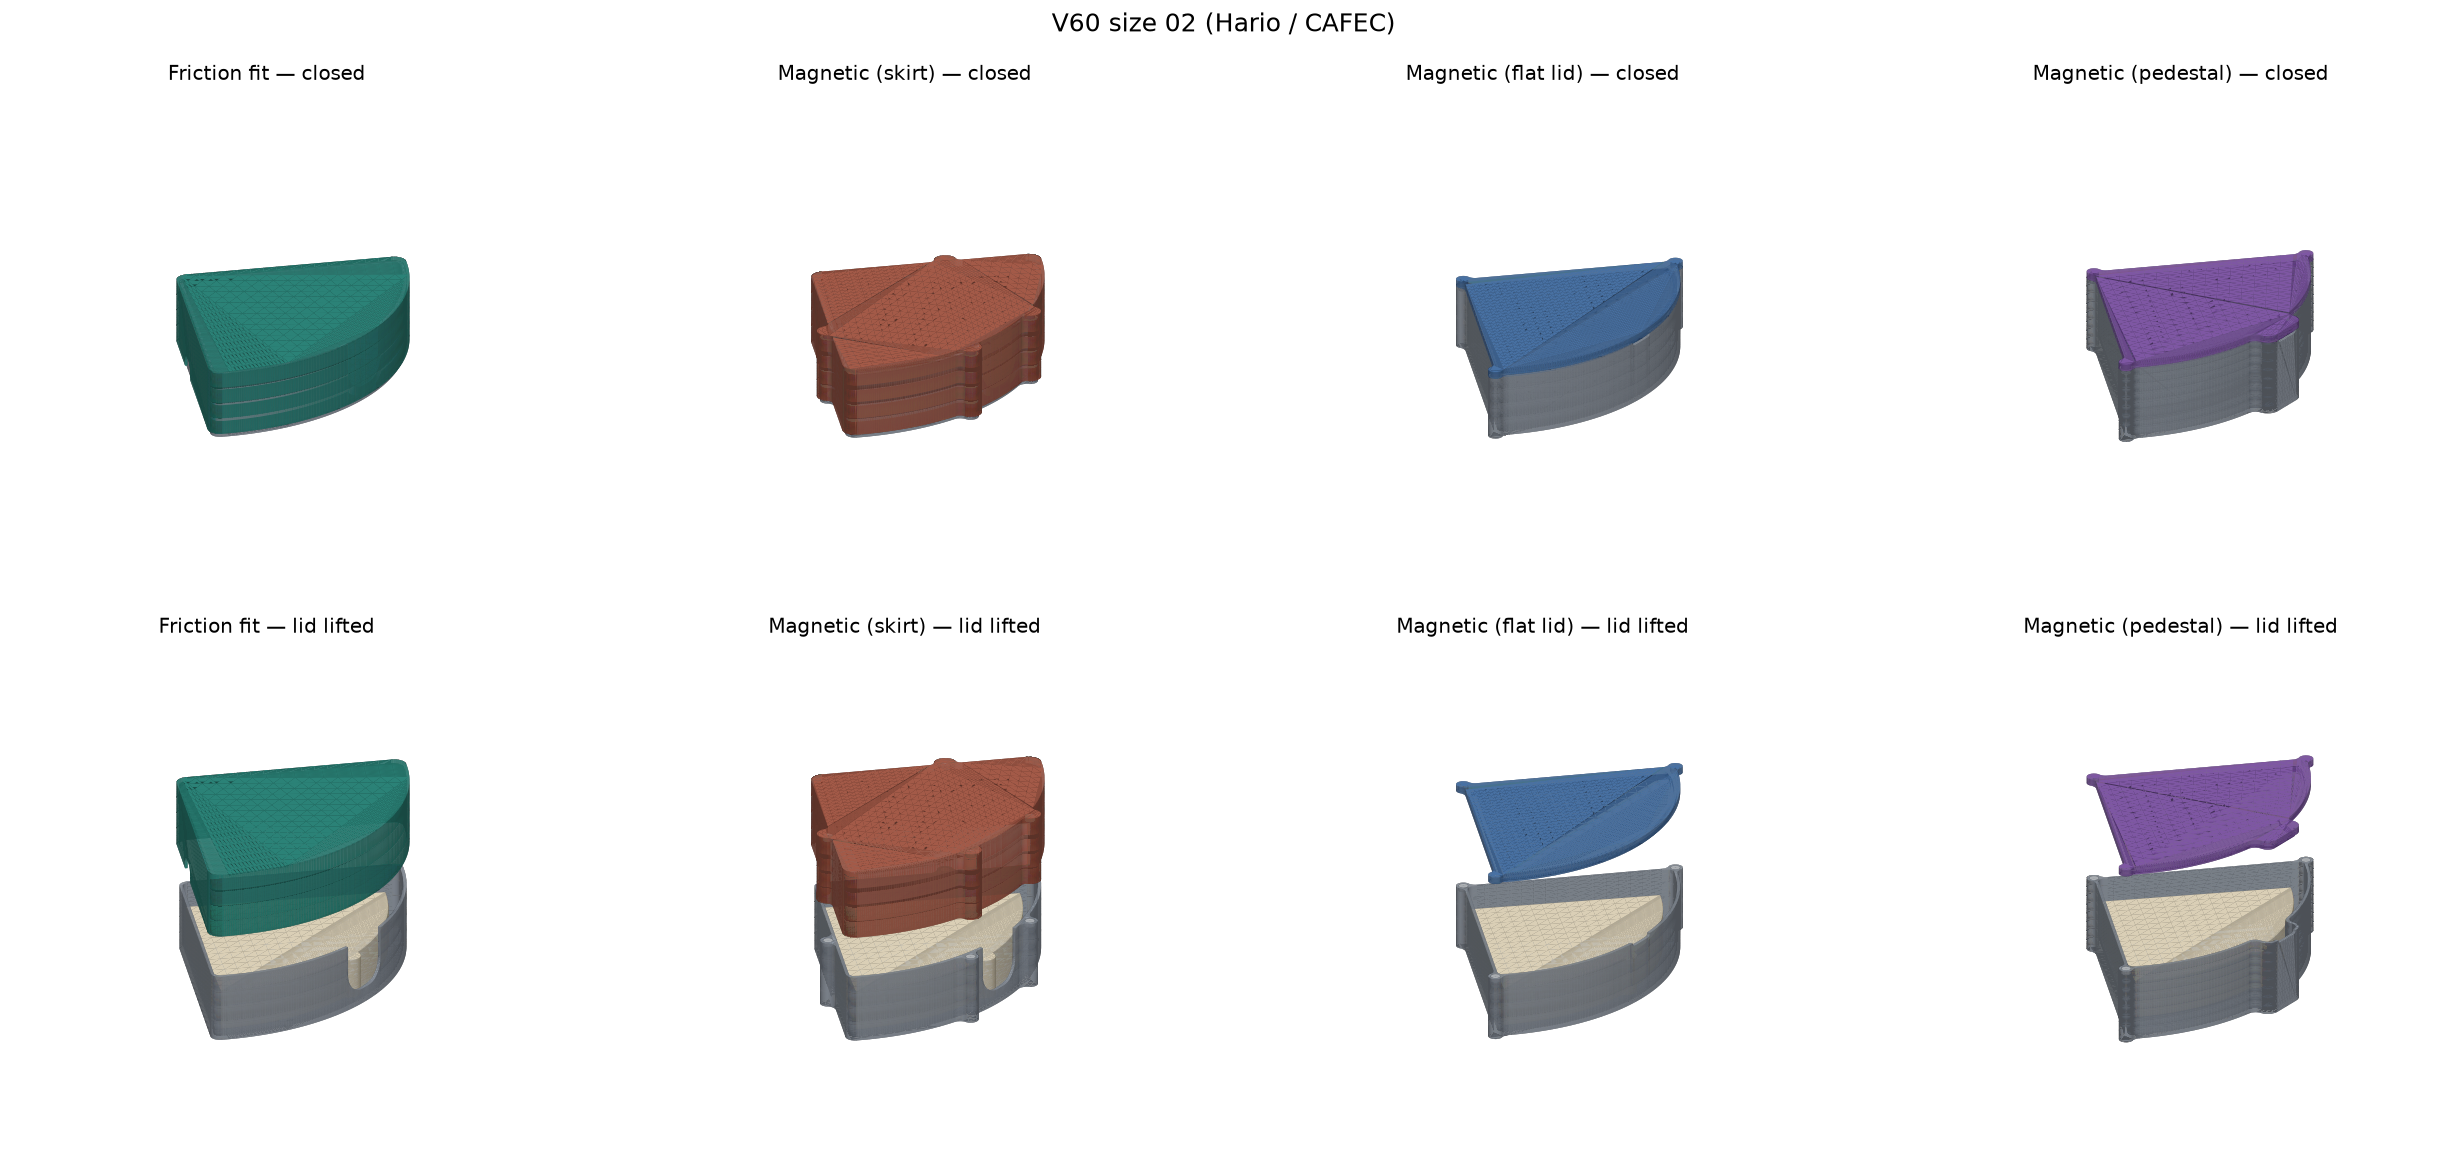 V60 size 02 (Hario / CAFEC)
Friction fit — closed
Magnetic (skirt) — closed
Magnetic (flat lid) — closed
Magnetic (pedestal) — closed
Friction fit — lid lifted
Magnetic (skirt) — lid lifted
Magnetic (flat lid) — lid lifted
Magnetic (pedestal) — lid lifted